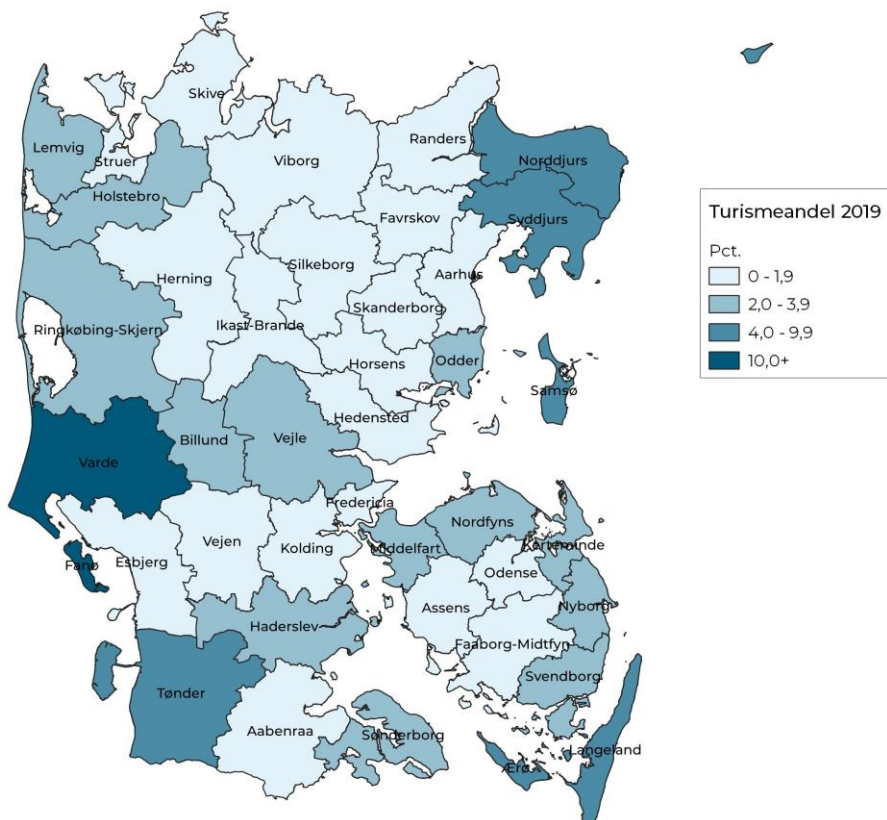 Skive
Lemvig
Struer
Viborg
Randers
Norddjurs
Holstebro
Favrskov
Syddjurs
Turismeandel 2019
Pct.
0 - 1,9
2,0 - 3,9
4,0 - 9,9
10,0+
Herning
Silkeborg
Aarhus
Skanderborg
Ringkøbing-Skjern
Ikast-Brande
Horsens
Odder
Samsø
Hedensted
Billund
Vejle
Varde
Fredericia
Nordfyns
Vejen
Kolding
Middelfart
Kerteminde
Fanø
Esbjerg
Odense
Assens
Nyborg
Haderslev
Faaborg-Midtfyn
Svendborg
Tønder
Aabenraa
Sønderborg
Langeland
Ærø